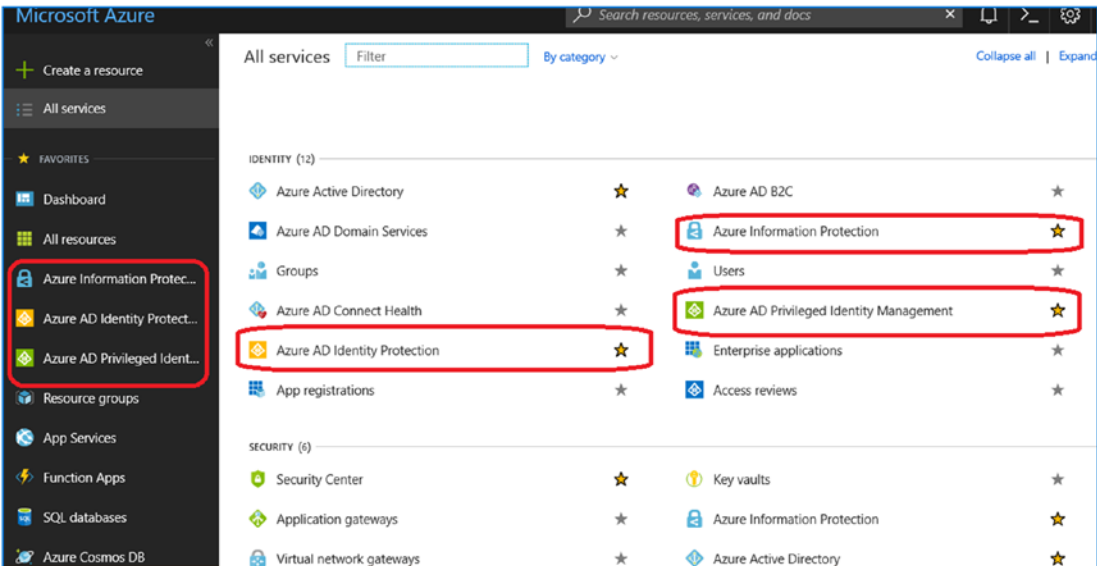 Microsoft Azure
Search resources, services, and docs
Create a resource
All services
FAVORITES
Dashboard
All resources
Azure Information Protec...
Azure AD Identity Protect...
Azure AD Privileged Ident...
Resource groups
App Services
Function Apps
SQL databases
Azure Cosmos DB
All services
Filter
By category
Collapse all | Expand
IDENTITY (12)
Azure Active Directory
Azure AD B2C
Azure AD Domain Services
Azure Information Protection
Groups
Users
Azure AD Connect Health
Azure AD Privileged Identity Management
Azure AD Identity Protection
Enterprise applications
App registrations
Access reviews
SECURITY (6)
Security Center
Key vaults
Application gateways
Azure Information Protection
Virtual network gateways
Azure Active Directory